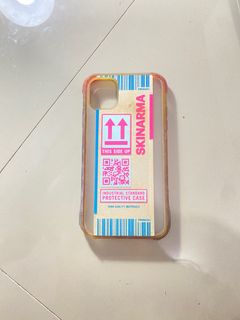 THIS SIDE UP
SKINARMA
INDUSTRIAL STANDARD
PROTECTIVE CASE